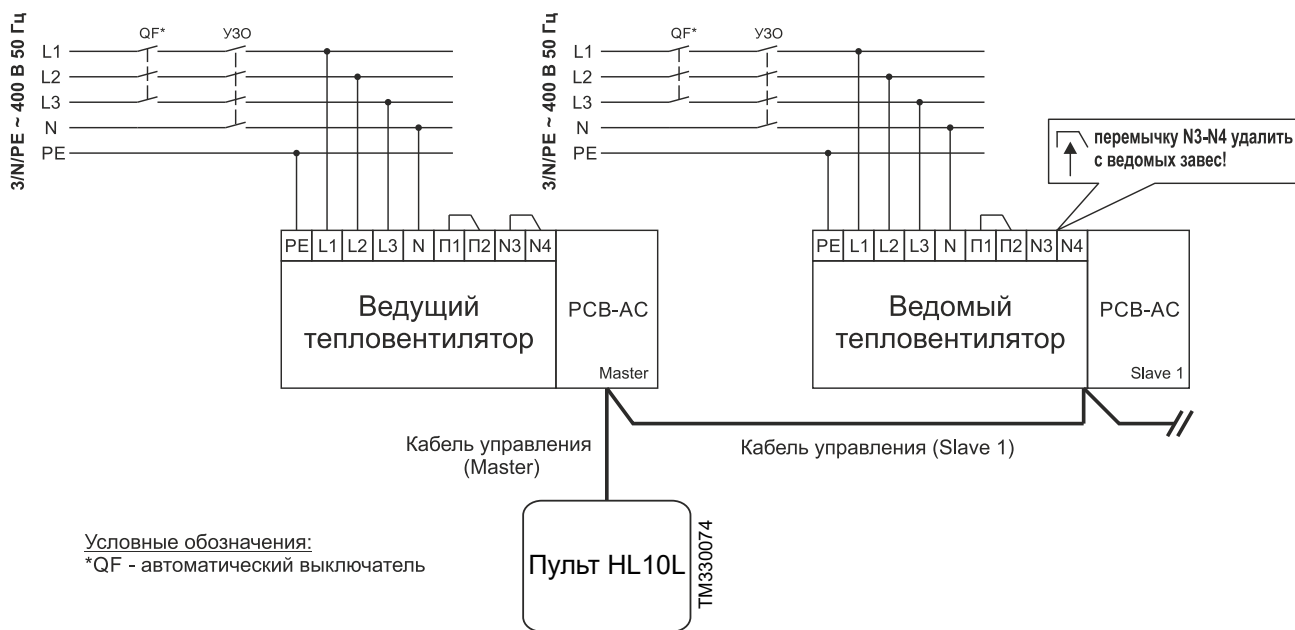 3/N/PE ~ 400 В 50 Гц
QF*
УЗО
L1
L2
L3
N
PE
PE L1 L2 L3 N П1 П2 N3 N4
Ведущий
тепловентилятор
PCB-AC
Master
3/N/PE ~ 400 В 50 Гц
QF*
УЗО
L1
L2
L3
N
PE
перемычку N3-N4 удалить
с ведомых завес!
PE L1 L2 L3 N П1 П2 N3 N4
Ведомый
тепловентилятор
PCB-AC
Slave 1
Кабель управления
(Master)
Кабель управления (Slave 1)
Пульт HL10L
TM330074
Условные обозначения:
*QF - автоматический выключатель